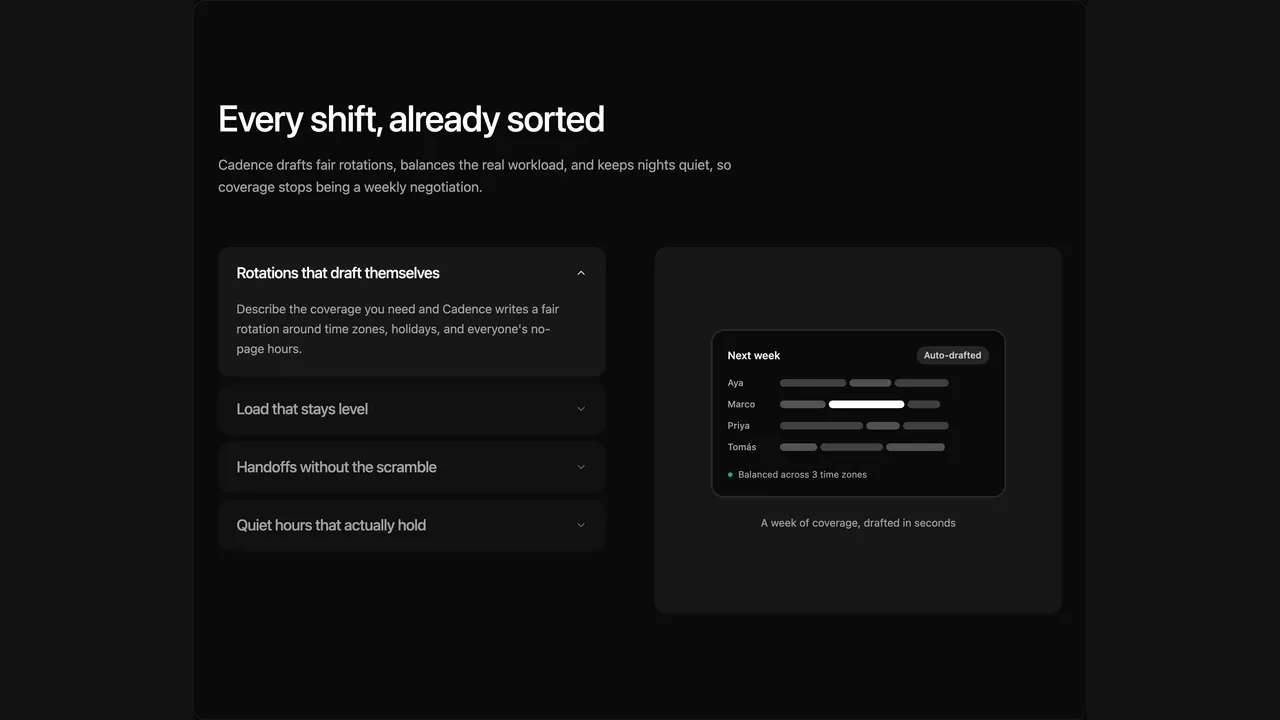 Every shift, already sorted
Cadence drafts fair rotations, balances the real workload, and keeps nights quiet, so
coverage stops being a weekly negotiation.
Rotations that draft themselves
Describe the coverage you need and Cadence writes a fair
rotation around time zones, holidays, and everyone's no-
page hours.
Load that stays level
Handoffs without the scramble
Quiet hours that actually hold
Next week
Auto-drafted
Aya
Marco
Priya
Tomás
Balanced across 3 time zones
A week of coverage, drafted in seconds